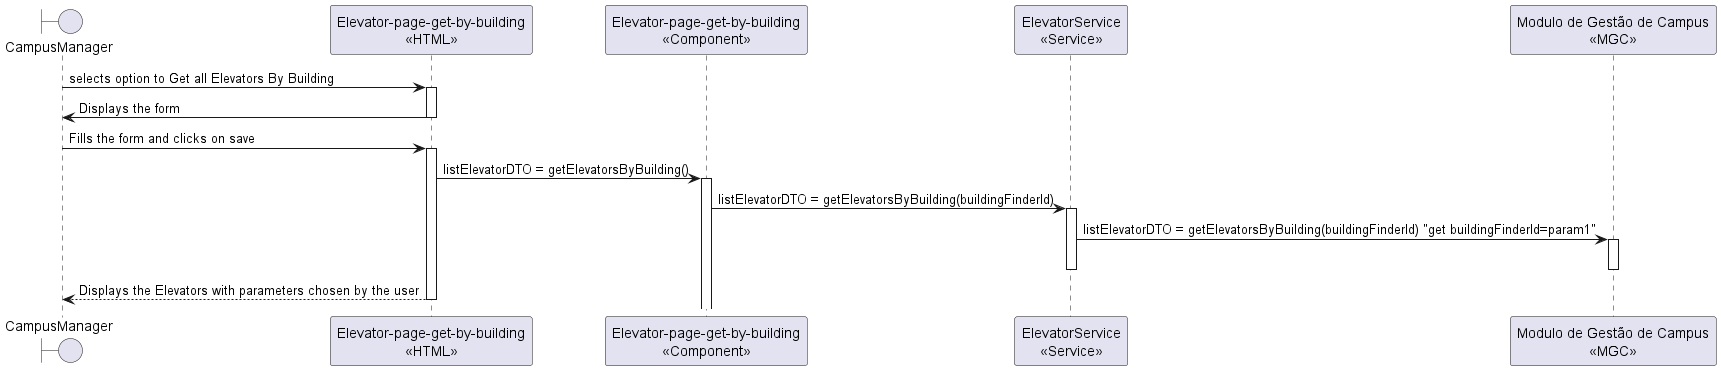 Elevator-page-get-by-building
«HTML»
Elevator-page-get-by-building
«Component»
ElevatorService
«Service»
Modulo de Gestão de Campus
«MGC»
CampusManager
selects option to Get all Elevators By Building
Displays the form
Fills the form and clicks on save
listElevatorDTO = getElevatorsByBuilding()
listElevatorDTO = getElevatorsByBuilding(buildingFinderId)
listElevatorDTO = getElevatorsByBuilding(buildingFinderId) "get buildingFinderId=param1"
Displays the Elevators with parameters chosen by the user
CampusManager
Elevator-page-get-by-building
«HTML»
Elevator-page-get-by-building
«Component»
ElevatorService
«Service»
Modulo de Gestão de Campus
«MGC»